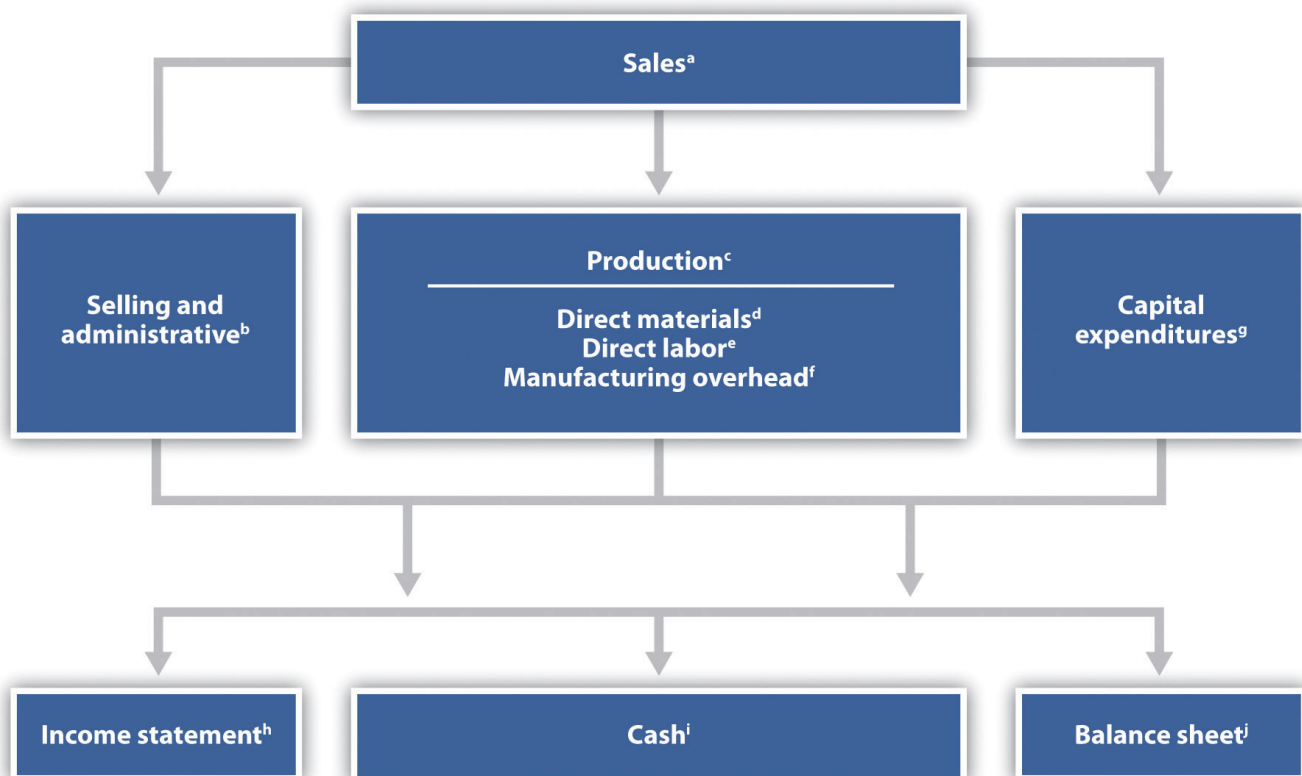 Salesᵃ
Selling and
administrativeᵇ
Productionᶜ
Direct materialsᵈ
Direct laborᵉ
Manufacturing overheadᶠ
Capital
expendituresᵍ
Income statementʰ
Cashⁱ
Balance sheetʲ